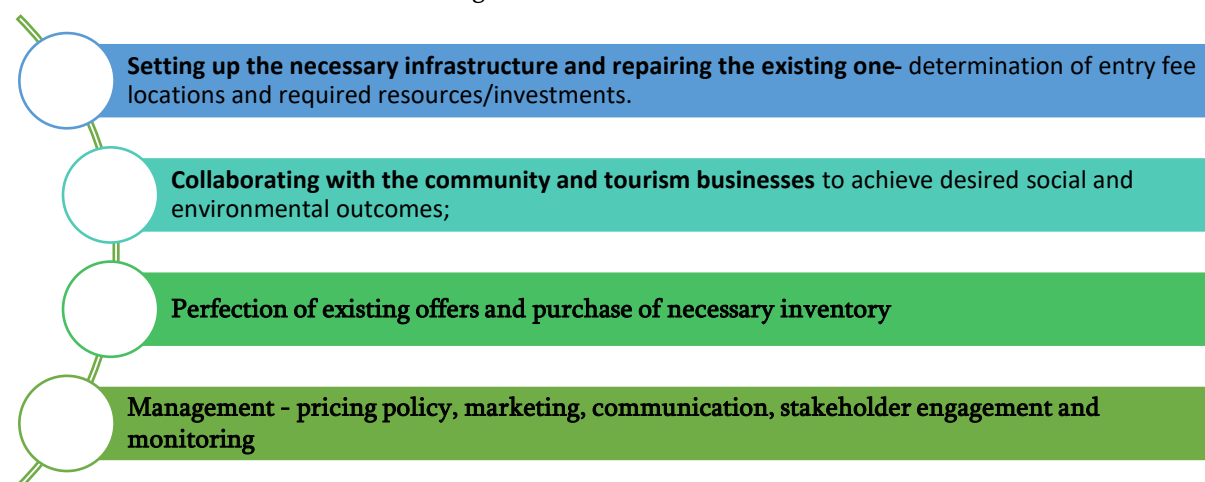 Setting up the necessary infrastructure and repairing the existing one- determination of entry fee
locations and required resources/investments.
Collaborating with the community and tourism businesses to achieve desired social and
environmental outcomes;
Perfection of existing offers and purchase of necessary inventory
Management - pricing policy, marketing, communication, stakeholder engagement and
monitoring